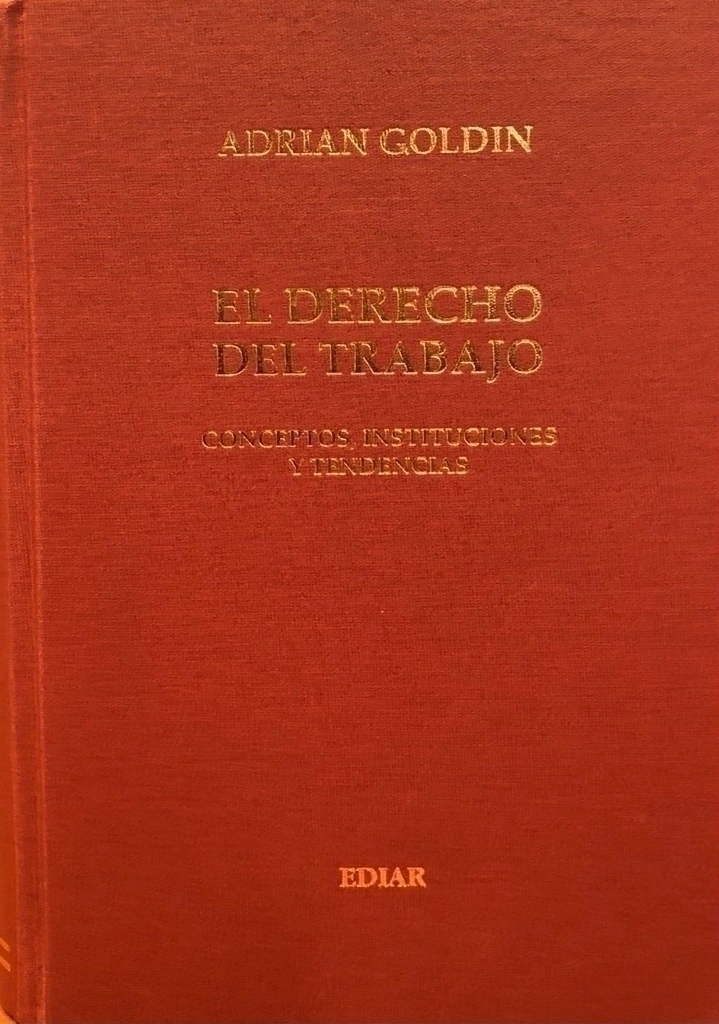 ADRIAN GOLDIN
EL DERECHO
DEL TRABAJO
CONCEPTOS, INSTITUCIONES
Y TENDENCIAS
EDIAR